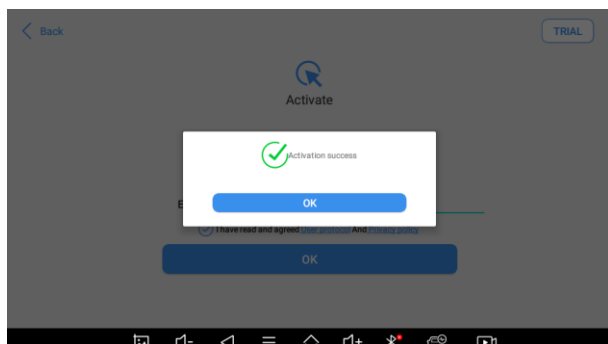 Back
TRIAL
Activate
Activation success
OK
I have read and agreed User protocol And Privacy policy
OK